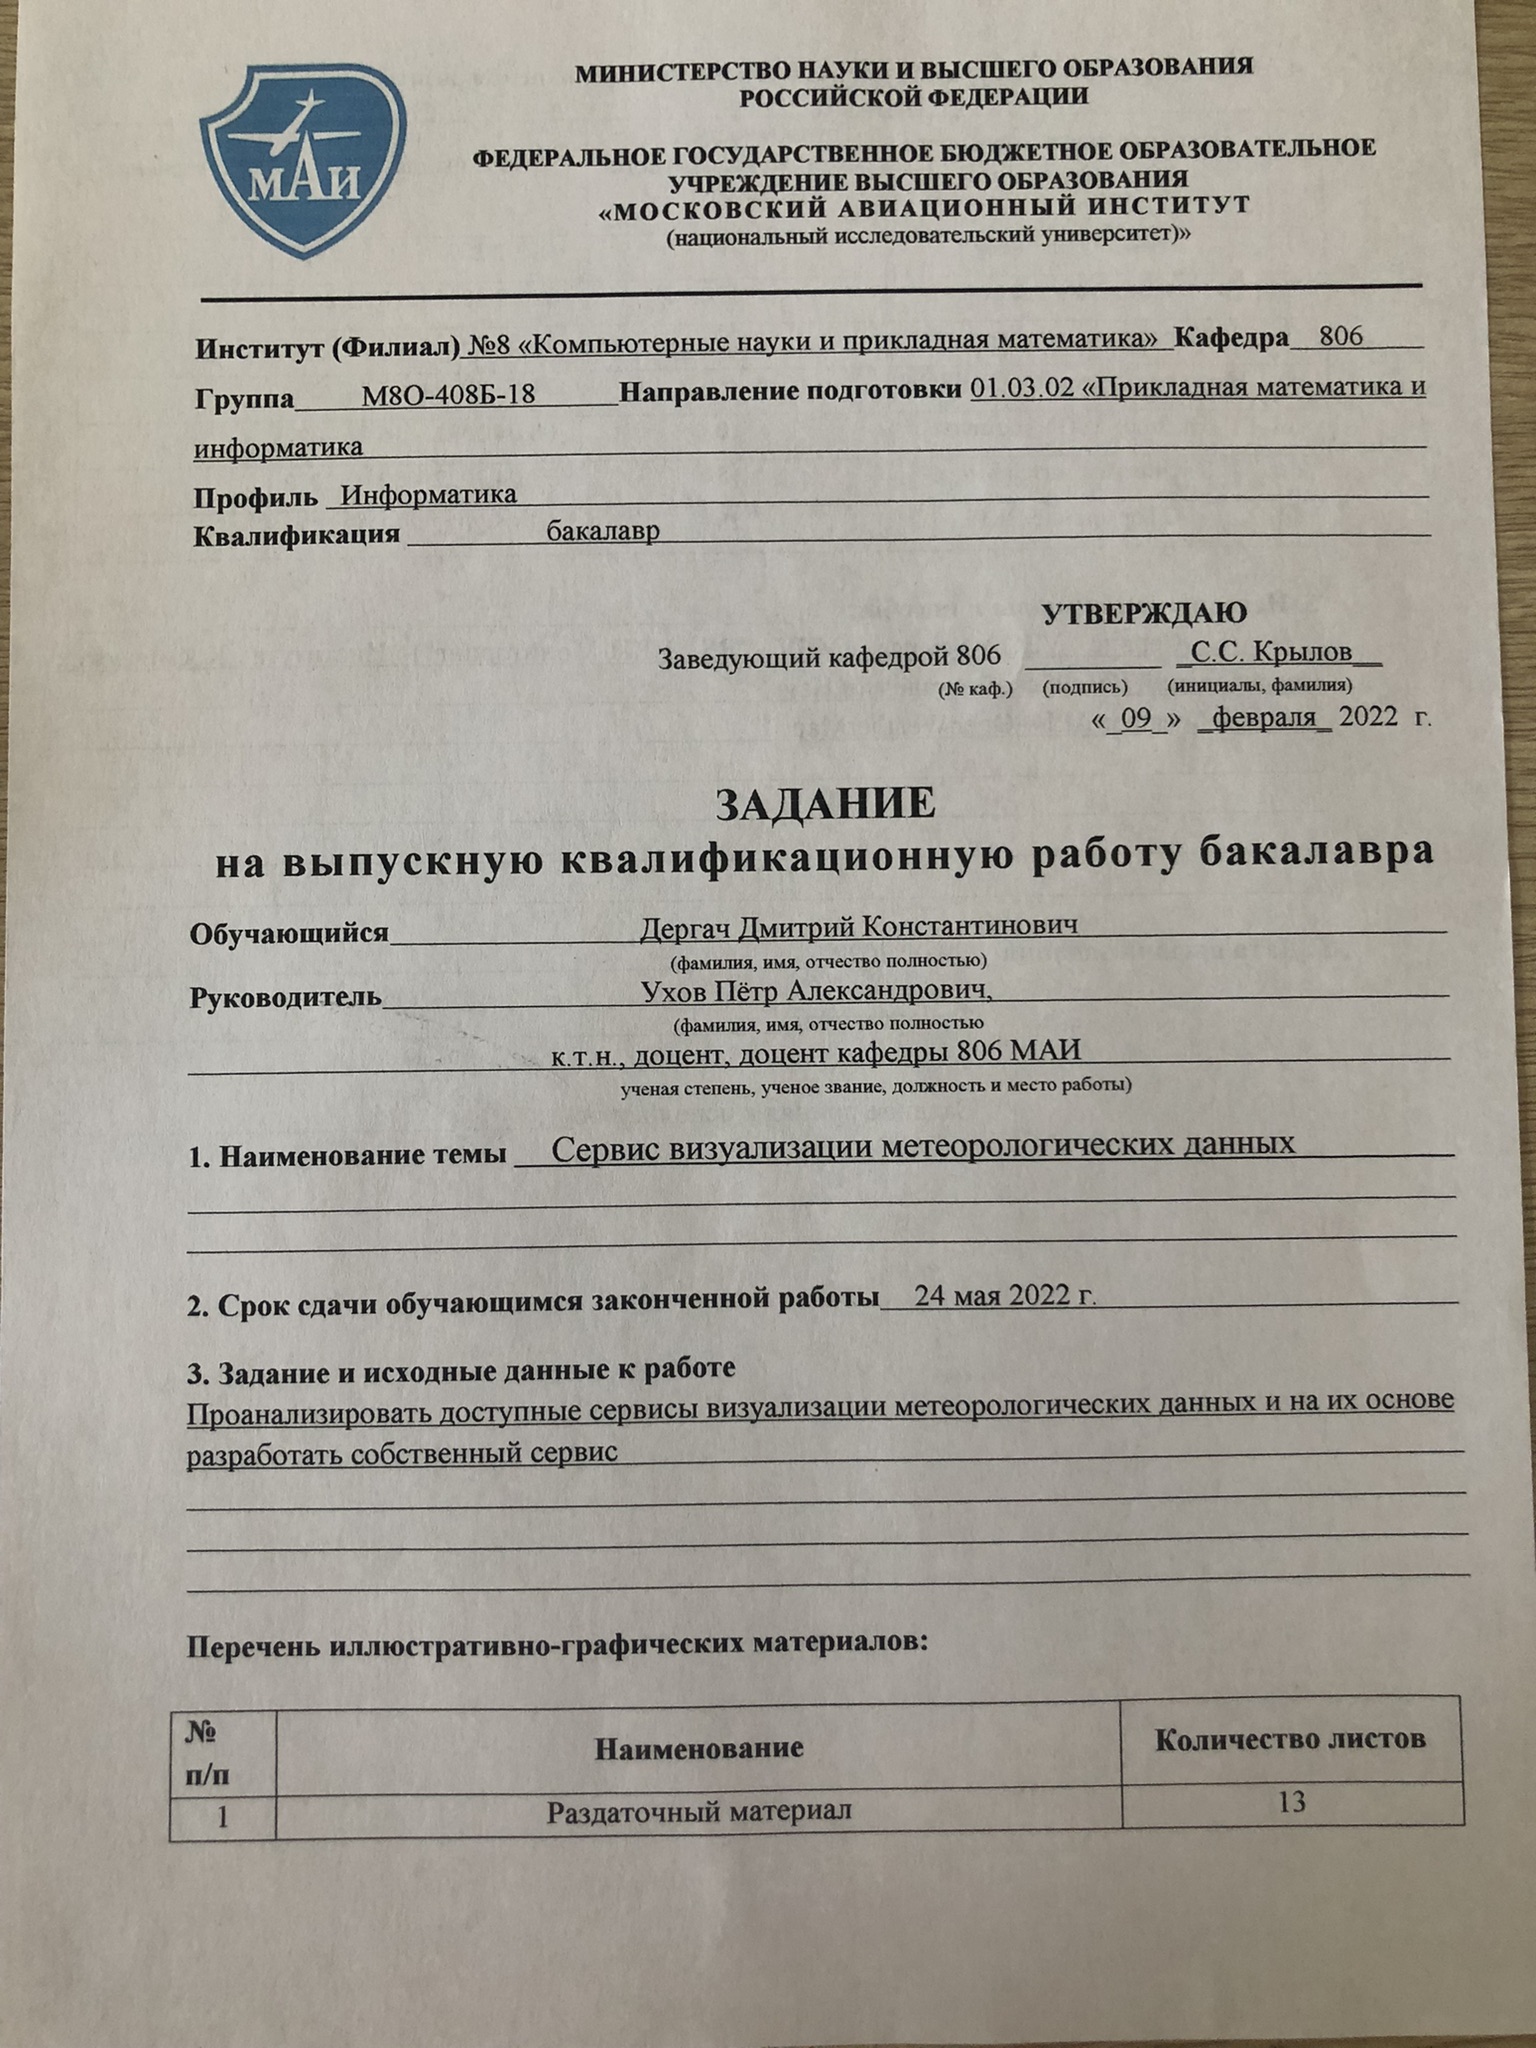 МАИ
МИНИСТЕРСТВО НАУКИ И ВЫСШЕГО ОБРАЗОВАНИЯ
РОССИЙСКОЙ ФЕДЕРАЦИИ
ФЕДЕРАЛЬНОЕ ГОСУДАРСТВЕННОЕ БЮДЖЕТНОЕ ОБРАЗОВАТЕЛЬНОЕ
УЧРЕЖДЕНИЕ ВЫСШЕГО ОБРАЗОВАНИЯ
«МОСКОВСКИЙ АВИАЦИОННЫЙ ИНСТИТУТ
(национальный исследовательский университет)»
Институт (Филиал) №8 «Компьютерные науки и прикладная математика» Кафедра 806
Группа М8О-408Б-18 Направление подготовки 01.03.02 «Прикладная математика и
информатика
Профиль Информатика
Квалификация бакалавр
УТВЕРЖДАЮ
Заведующий кафедрой 806 С.С. Крылов
(№ каф.) (подпись) (инициалы, фамилия)
«_09_» _февраля_ 2022 г.
ЗАДАНИЕ
на выпускную квалификационную работу бакалавра
Обучающийся Дергач Дмитрий Константинович
(фамилия, имя, отчество полностью)
Руководитель Ухов Пётр Александрович,
(фамилия, имя, отчество полностью
к.т.н., доцент, доцент кафедры 806 МАИ
ученая степень, ученое звание, должность и место работы)
1. Наименование темы Сервис визуализации метеорологических данных
2. Срок сдачи обучающимся законченной работы 24 мая 2022 г.
3. Задание и исходные данные к работе
Проанализировать доступные сервисы визуализации метеорологических данных и на их основе
разработать собственный сервис
Перечень иллюстративно-графических материалов:
№ п/п Наименование Количество листов
1 Раздаточный материал 13